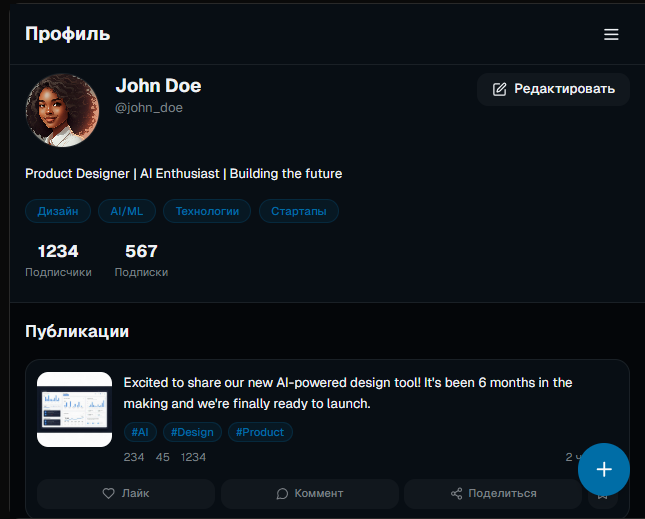 Профиль
John Doe
@john_doe
Редактировать
Product Designer | AI Enthusiast | Building the future
Дизайн AI/ML Технологии Стартапы
1234 567
Подписчики Подписки
Публикации
Excited to share our new AI-powered design tool! It's been 6 months in the
making and we're finally ready to launch.
#AI #Design #Product
234 45 1234 2
Лайк Коммент Поделиться